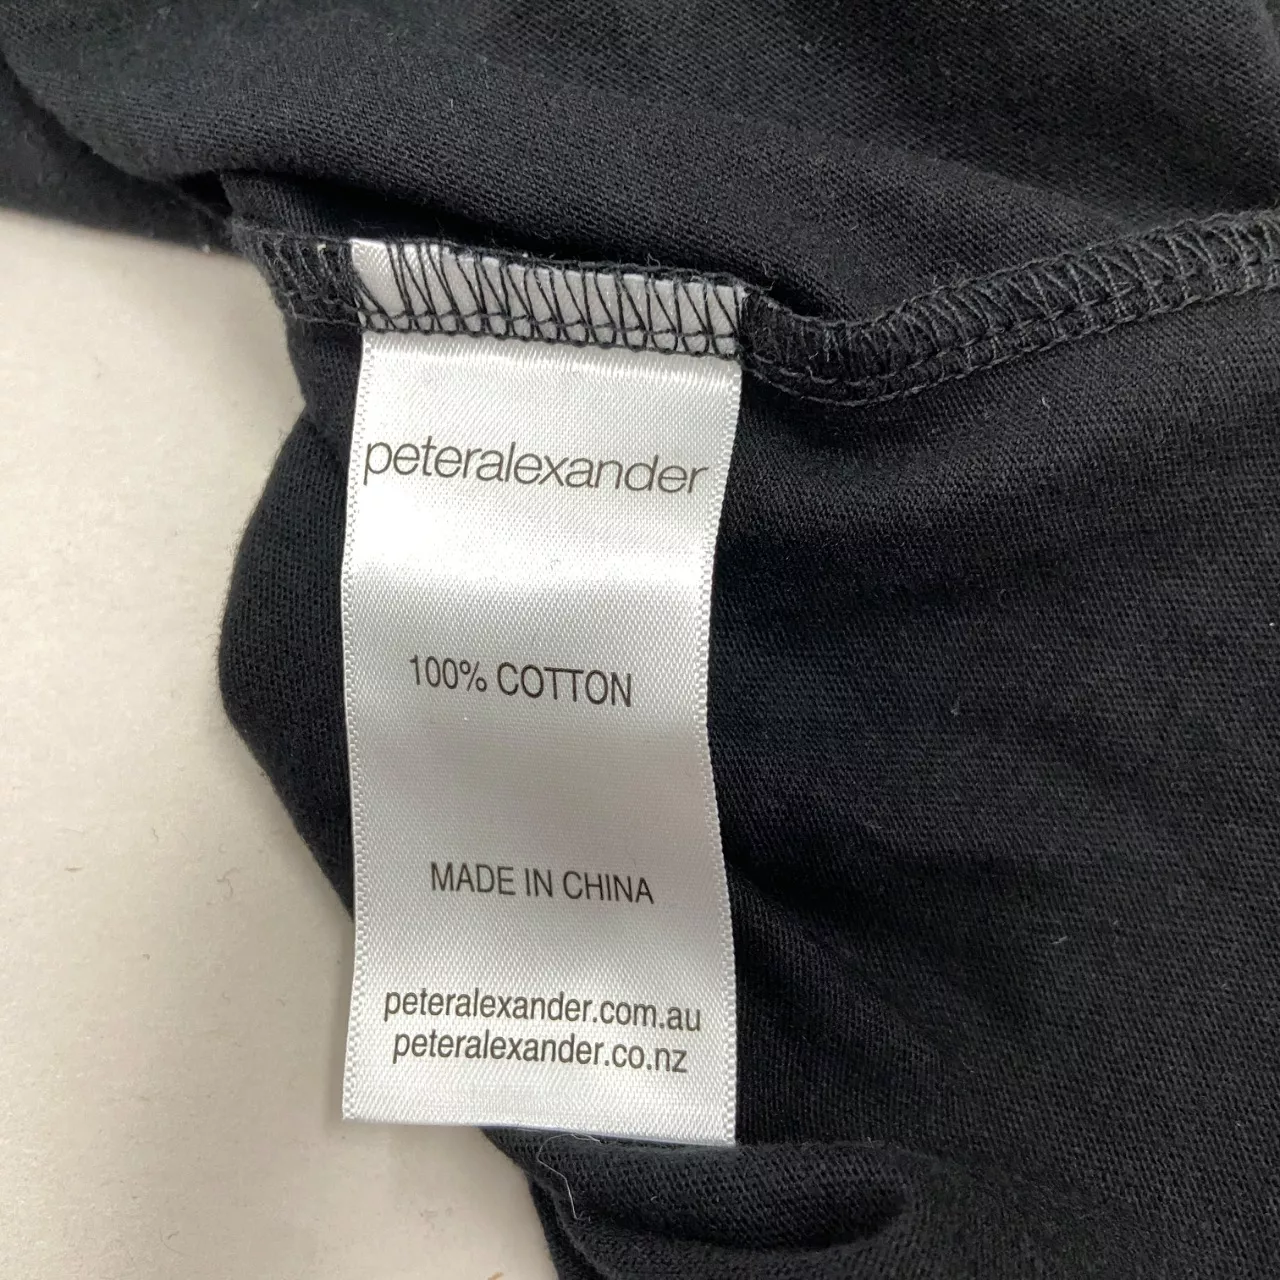 peteralexander
100% COTTON
MADE IN CHINA
peteralexander.com.au
peteralexander.co.nz